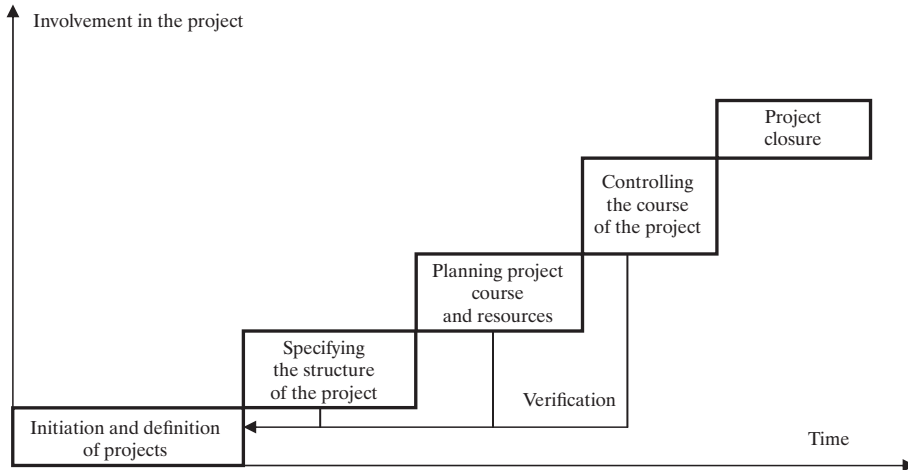 Involvement in the project
Project
closure
Controlling
the course
of the project
Planning project
course
and resources
Specifying
the structure
of the project
Verification
Initiation and definition
of projects
Time